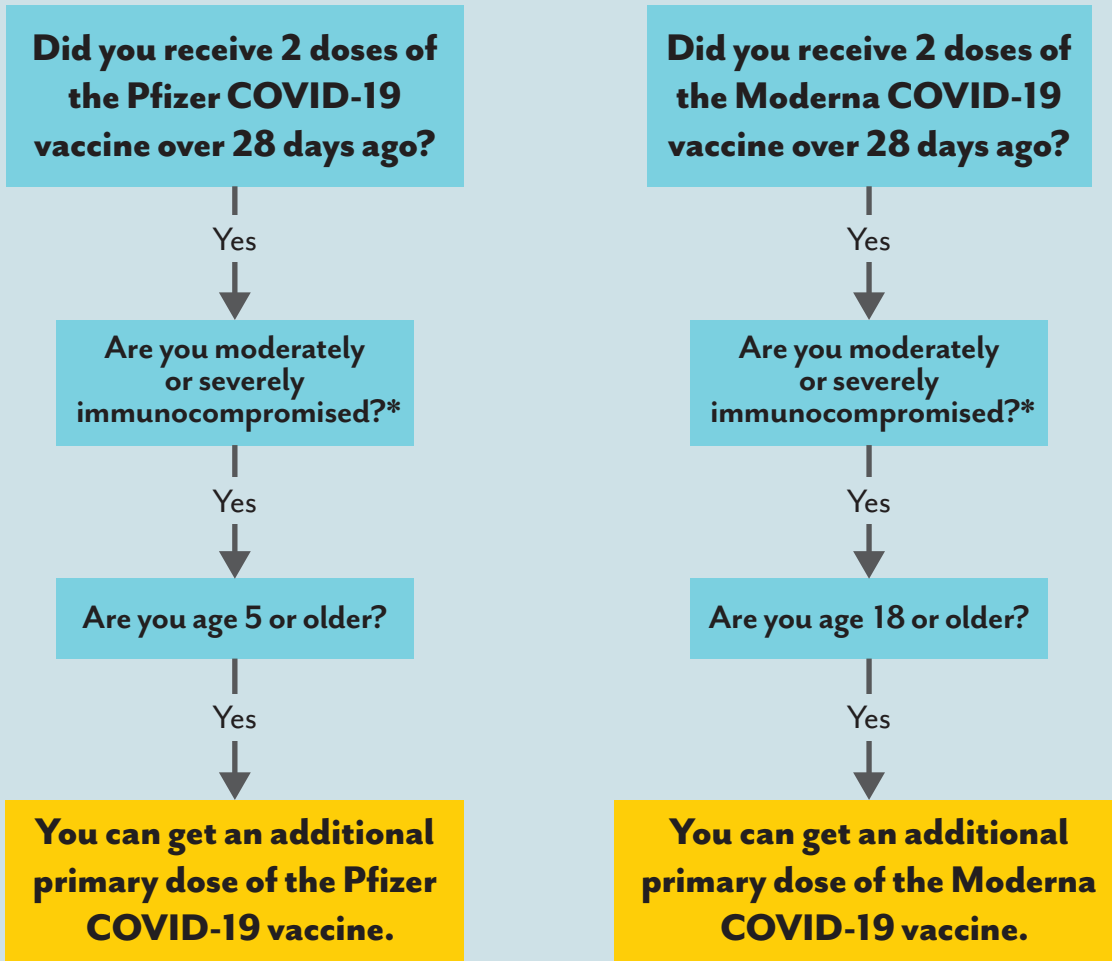 Did you receive 2 doses of
the Pfizer COVID-19
vaccine over 28 days ago?
Yes
Are you moderately
or severely
immunocompromised?*
Yes
Are you age 5 or older?
Yes
You can get an additional
primary dose of the Pfizer
COVID-19 vaccine.
Did you receive 2 doses of
the Moderna COVID-19
vaccine over 28 days ago?
Yes
Are you moderately
or severely
immunocompromised?*
Yes
Are you age 18 or older?
Yes
You can get an additional
primary dose of the Moderna
COVID-19 vaccine.